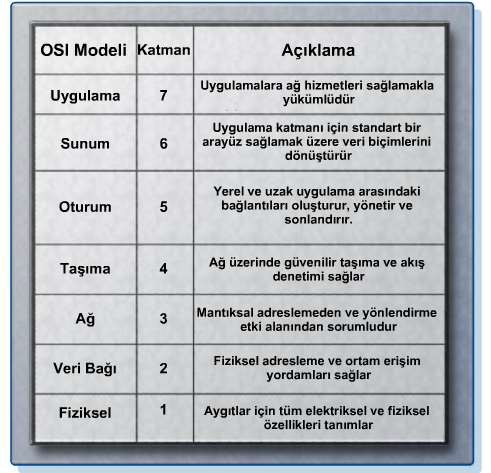 OSI Modeli Katman Açıklama
Uygulama 7 Uygulamalara ağ hizmetleri sağlamakla
yükümlüdür
Sunum 6 Uygulama katmanı için standart bir
arayüz sağlamak üzere veri biçimlerini
dönüştürür
Oturum 5 Yerel ve uzak uygulama arasındaki
bağlantıları oluşturur, yönetir ve
sonlandırır.
Taşıma 4 Ağ üzerinde güvenilir taşıma ve akış
denetimi sağlar
Ağ 3 Mantıksal adreslemeden ve yönlendirme
etki alanından sorumludur
Veri Bağı 2 Fiziksel adresleme ve ortam erişim
yordamları sağlar
Fiziksel 1 Aygıtlar için tüm elektriksel ve fiziksel
özellikleri tanımlar